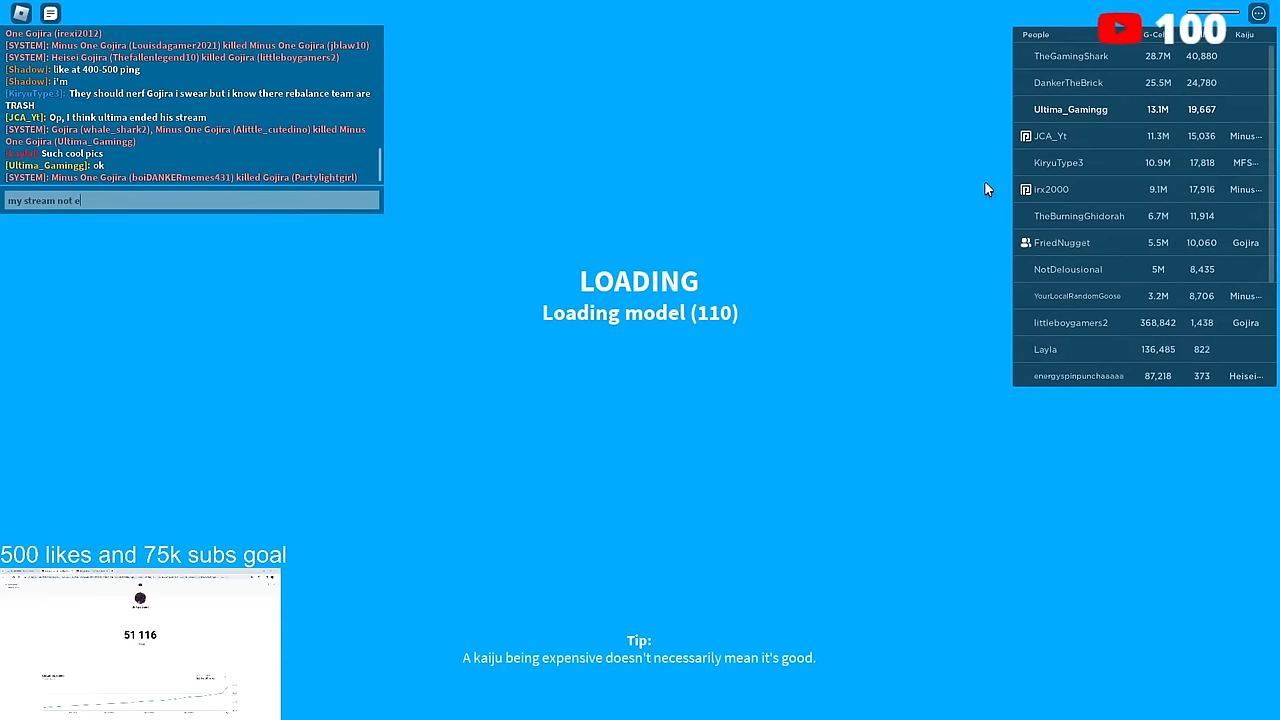 One Gojira (irexi2012)
[SYSTEM]: Minus One Gojira (Louisdagamer2021) killed Minus One Gojira (jblaw10)
[SYSTEM]: Heisei Gojira (Thefallenlegend10) killed Gojira (littleboygamers2)
[Shadow]: like at 400-500 ping
[Shadow]: i'm
[KiryuType3]: They should nerf Gojira i swear but i know there rebalance team are
TRASH
[JCA_Yt]: Op, I think ultima ended his stream
[SYSTEM]: Gojira (whale_shark2), Minus One Gojira (Alittle_cutedino) killed Minus
One Gojira (Ultima_Gamingg)
[Layla]: Such cool pics
[Ultima_Gamingg]: ok
[SYSTEM]: Minus One Gojira (boiDANKERmemes431) killed Gojira (Partylightgirl)
my stream not e
100
People G-Cel Kaiju
TheGamingShark 28.7M 40,880
DankerTheBrick 25.5M 24,780
Ultima_Gamingg 13.1M 19,667
JCA_Yt 11.3M 15,036 Minus...
KiryuType3 10.9M 17,818 MFS...
irx2000 9.1M 17,916 Minus...
TheBurningGhidorah 6.7M 11,914
FriedNugget 5.5M 10,060 Gojira
NotDelousional 5M 8,435
YourLocalRandomGoose 3.2M 8,706 Minus...
littleboygamers2 368,842 1,438 Gojira
Layla 136,485 822
energyspinpunchaaaaa 87,218 373 Heisei...
LOADING
Loading model (110)
500 likes and 75k subs goal
51 116
Tip:
A kaiju being expensive doesn't necessarily mean it's good.